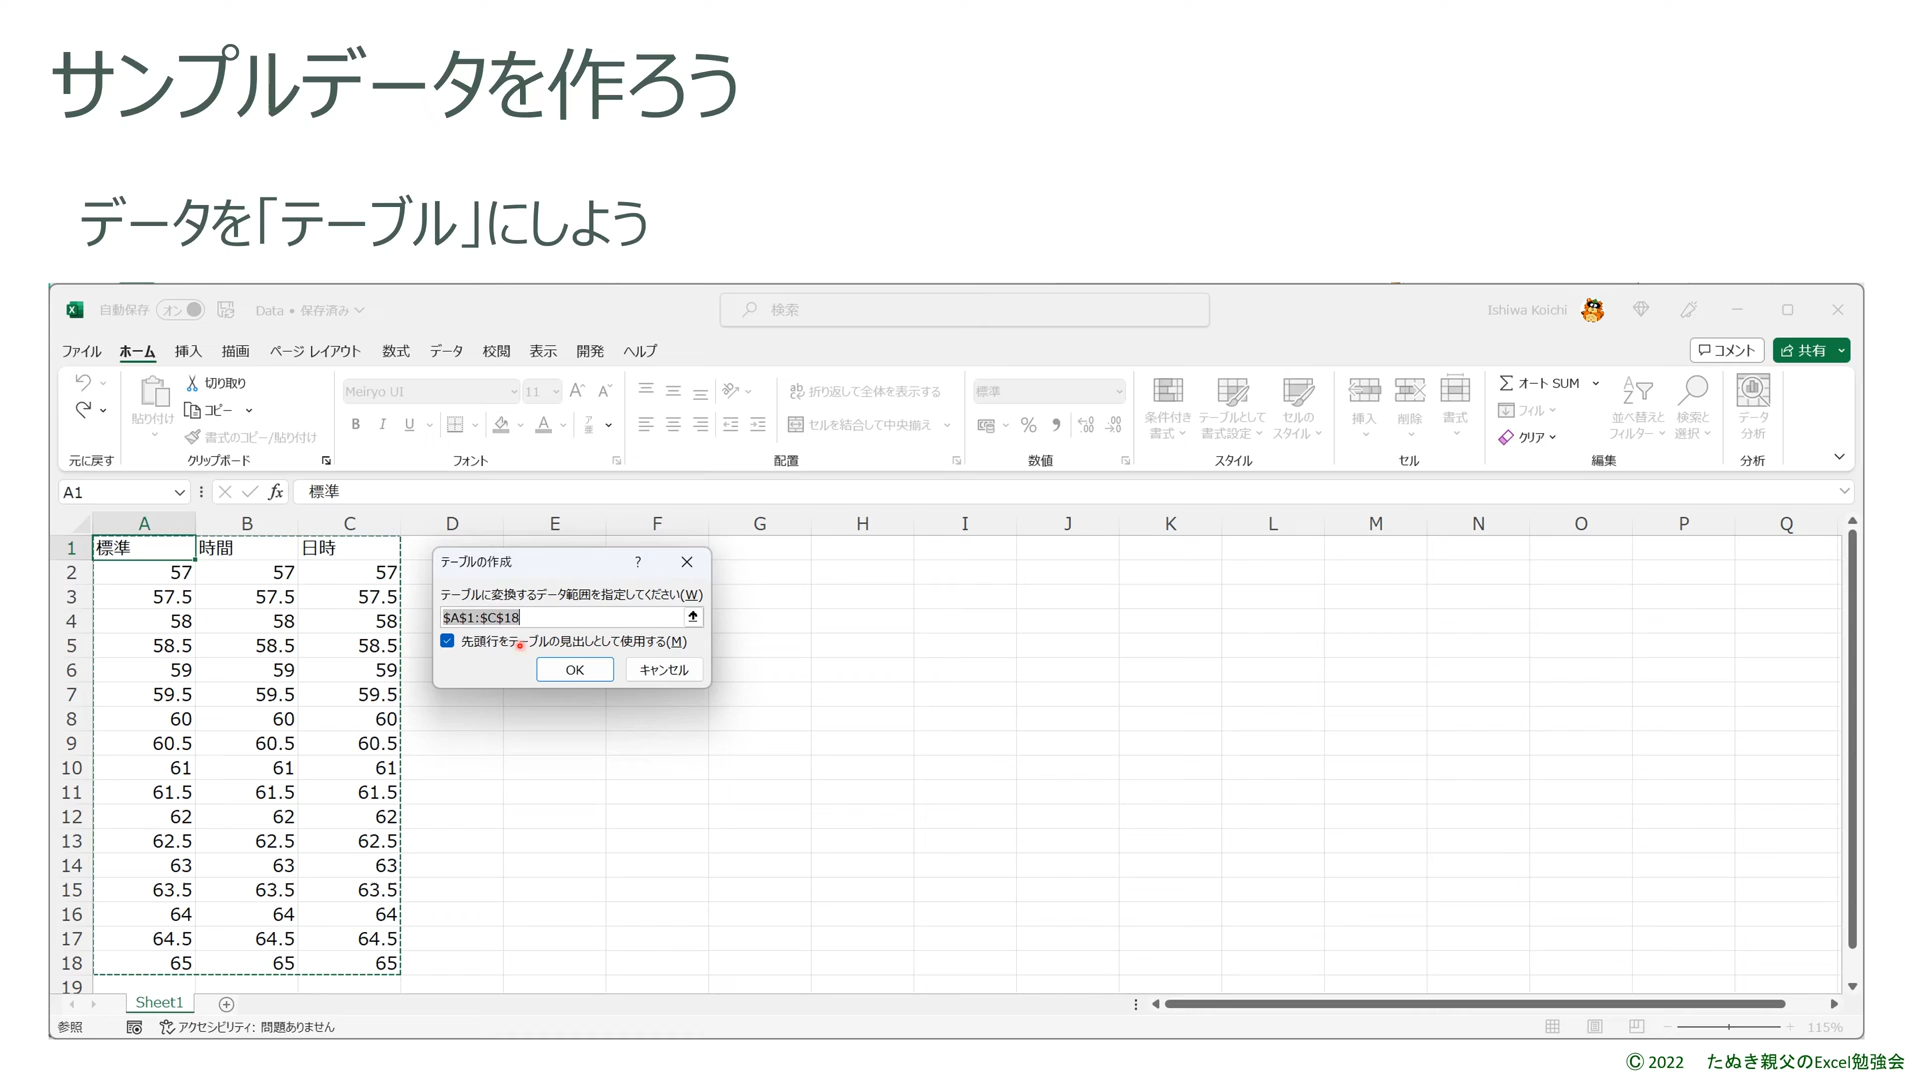 サンプルデータを作ろう
データを「テーブル」にしよう
自動保存 オン Data • 保存済み 検索 Ishiwa Koichi
ファイル ホーム 挿入 描画 ページ レイアウト 数式 データ 校閲 表示 開発 ヘルプ コメント 共有
切り取り
コピー
書式のコピー/貼り付け
貼り付け
元に戻す クリップボード
Meiryo UI 11
B I U
フォント
折り返して全体を表示する
セルを結合して中央揃え
配置
標準
数値
条件付き書式 テーブルとして書式設定 セルのスタイル
スタイル
挿入 削除 書式
セル
オート SUM
フィル
クリア
並べ替えとフィルター 検索と選択
編集
データ分析
分析
A1 fx 標準
A B C D E F G H I J K L M N O P Q
1 標準 時間 日時
2 57 57 57
3 57.5 57.5 57.5
4 58 58 58
5 58.5 58.5 58.5
6 59 59 59
7 59.5 59.5 59.5
8 60 60 60
9 60.5 60.5 60.5
10 61 61 61
11 61.5 61.5 61.5
12 62 62 62
13 62.5 62.5 62.5
14 63 63 63
15 63.5 63.5 63.5
16 64 64 64
17 64.5 64.5 64.5
18 65 65 65
19
テーブルの作成 ?
テーブルに変換するデータ範囲を指定してください(W)
$A$1:$C$18
先頭行をテーブルの見出しとして使用する(M)
OK キャンセル
Sheet1
参照 アクセシビリティ: 問題ありません 115%
© 2022 たぬき親父のExcel勉強会